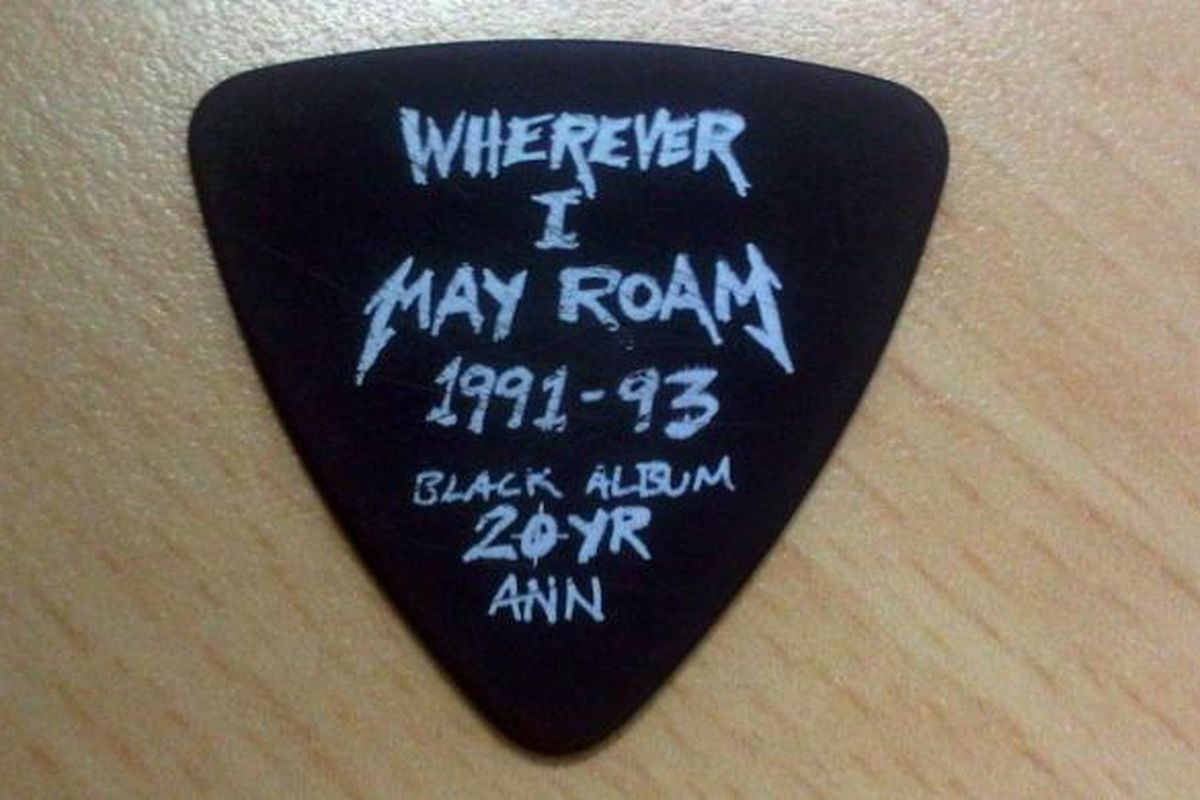 WHEREVER
I
MAY ROAM
1991-93
BLACK ALBUM
20 YR
ANN